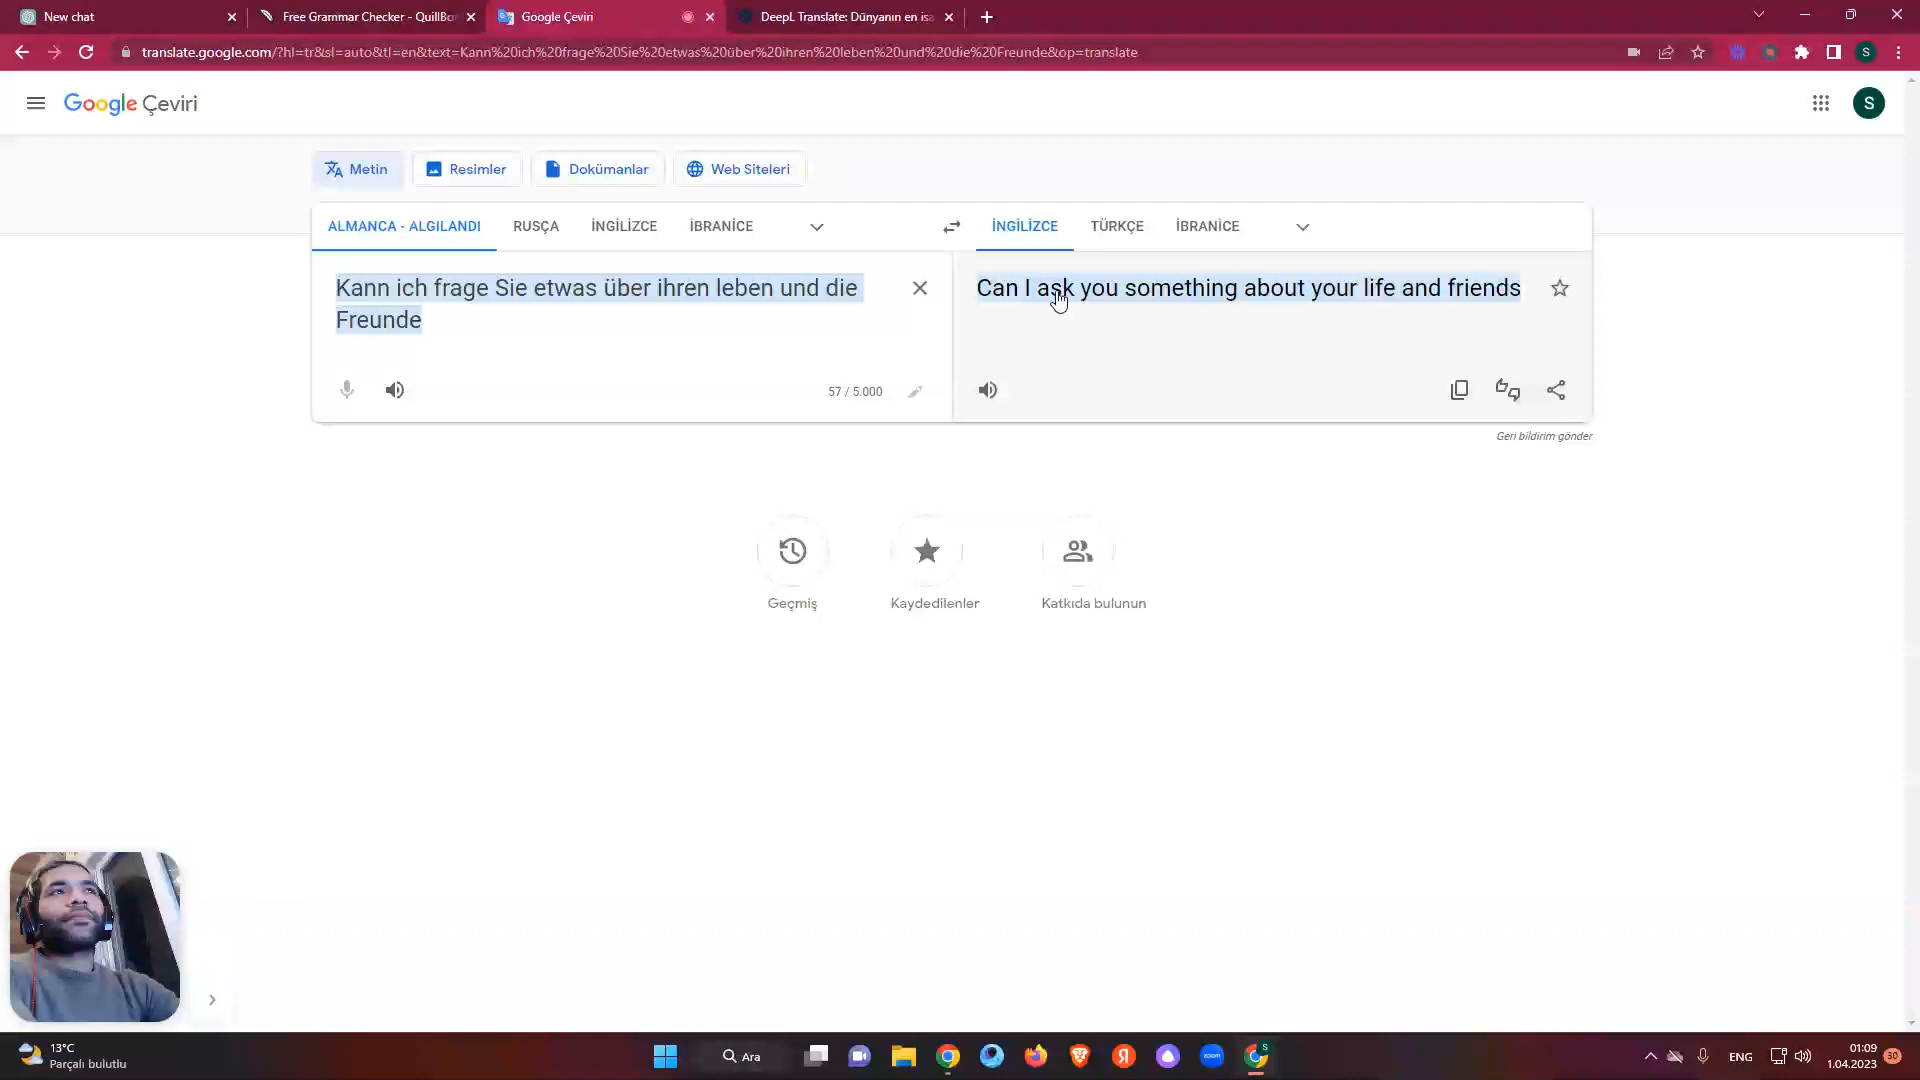 New chat
Free Grammar Checker - QuillBo
Google Çeviri
DeepL Translate: Dünyanın en isa
translate.google.com/?hl=tr&sl=auto&tl=en&text=Kann%20ich%20frage%20Sie%20etwas%20über%20ihren%20leben%20und%20die%20Freunde&op=translate
S
Google Çeviri
S
Metin
Resimler
Dokümanlar
Web Siteleri
ALMANCA - ALGILANDI
RUSÇA
İNGİLİZCE
İBRANİCE
İNGİLİZCE
TÜRKÇE
İBRANİCE
Kann ich frage Sie etwas über ihren leben und die
Freunde
Can I ask you something about your life and friends
57 / 5.000
Geri bildirim gönder
Geçmiş
Kaydedilenler
Katkıda bulunun
13°C
Parçalı bulutlu
Ara
zoom
S
ENG
01:09
1.04.2023
30